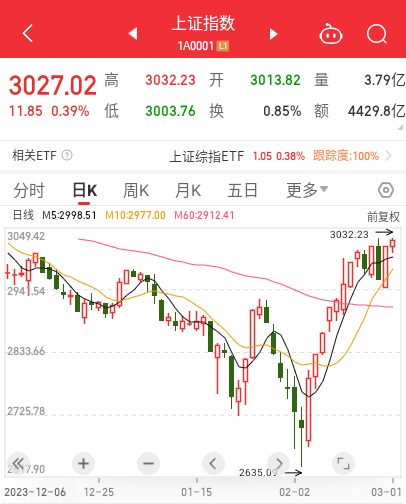 上证指数
1A0001 L1
3027.02 高 3032.23 开 3013.82 量 3.79亿
11.85 0.39% 低 3003.76 换 0.85% 额 4429.8亿
相关ETF ? 上证综指ETF 1.05 0.38% 跟踪度:100%
分时 日K 周K 月K 五日 更多
日线 M5:2998.51 M10:2977.00 M60:2912.41 前复权
3049.42
3032.23
2941.54
2833.66
2725.78
2635.09
2023-12-06 12-25 01-15 02-02 03-01